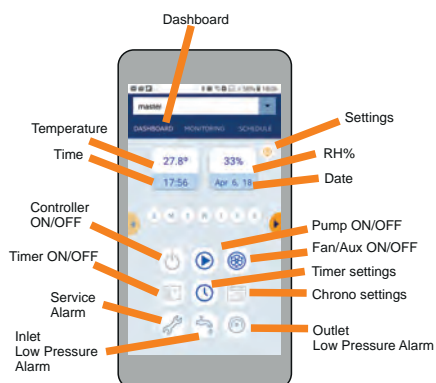 Dashboard
master
DASHBOARD MONITORING SCHEDULE
Temperature
Time
Settings
RH%
Date
27.8°
33%
17:56
Apr 6, 18
Controller
ON/OFF
Timer ON/OFF
Service
Alarm
Inlet
Low Pressure
Alarm
Pump ON/OFF
Fan/Aux ON/OFF
Timer settings
Chrono settings
Outlet
Low Pressure Alarm